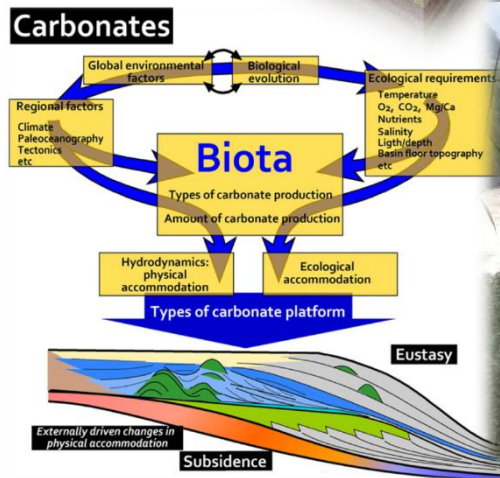 Carbonates
Global environmental
factors
Biological
evolution
Ecological requirements
Temperature
O₂, CO₂, Mg/Ca
Nutrients
Salinity
Ligth/depth
Basin floor topography
etc
Regional factors
Climate
Paleoceanography
Tectonics
etc
Biota
Types of carbonate production
Amount of carbonate production
Hydrodynamics:
physical
accommodation
Ecological
accommodation
Types of carbonate platform
Eustasy
Externally driven changes in
physical accommodation
Subsidence